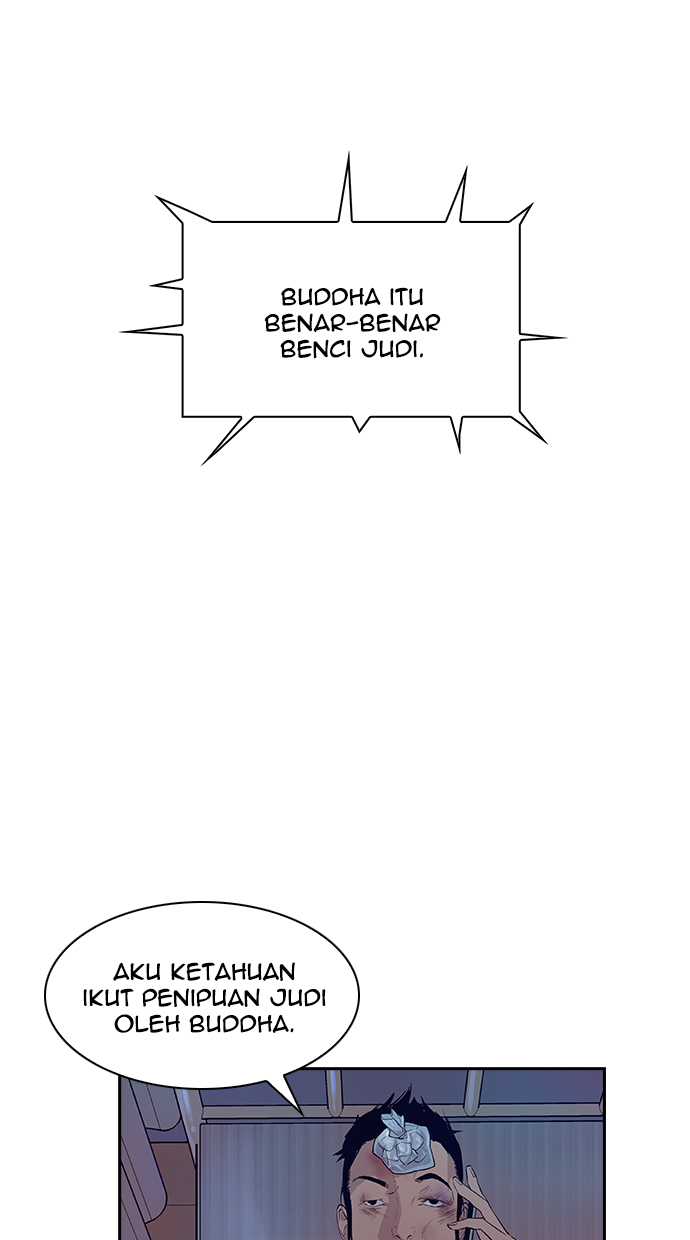 BUDDHA ITU
BENAR-BENAR
BENCI JUDI.
AKU KETAHUAN
IKUT PENIPUAN JUDI
OLEH BUDDHA.